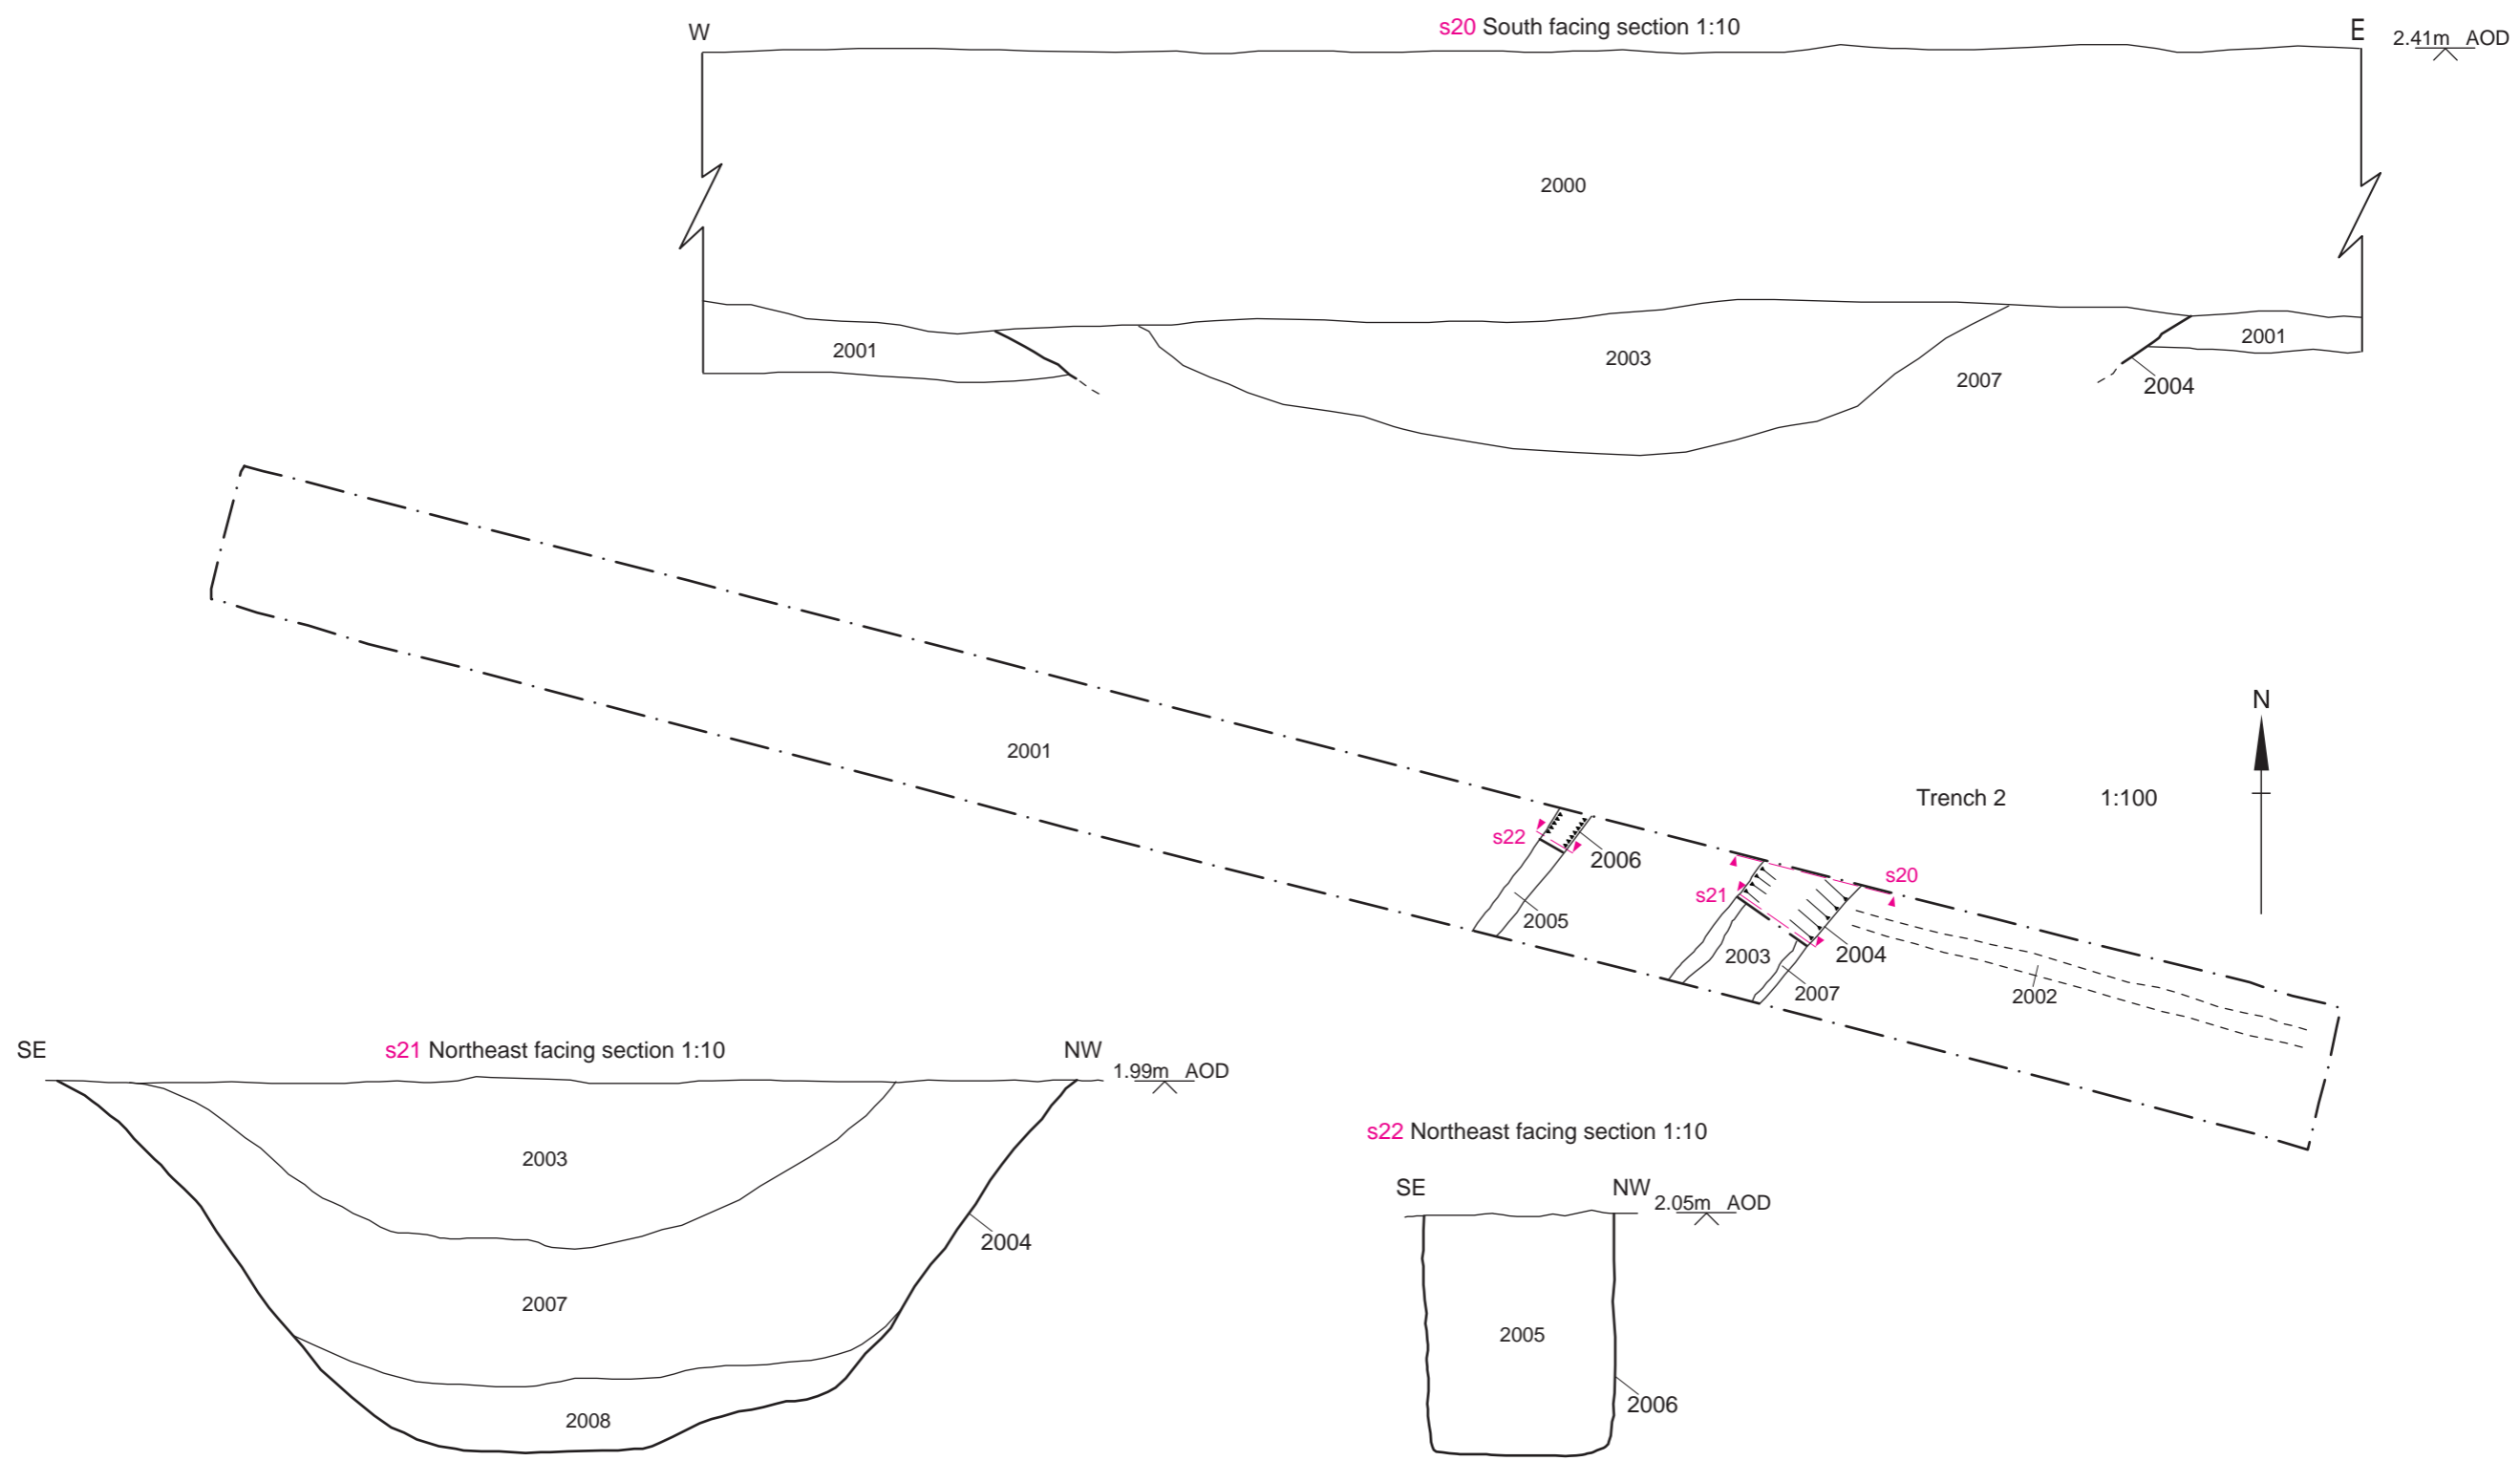 s20 South facing section 1:10
W
E
2.41m AOD
2000
2001
2003
2007
2001
2004
2001
N
Trench 2 1:100
s22
2006
2005
s21
s20
2003
2004
2007
2002
SE
s21 Northeast facing section 1:10
NW
1.99m AOD
2003
2004
2007
2008
s22 Northeast facing section 1:10
SE
NW
2.05m AOD
2005
2006